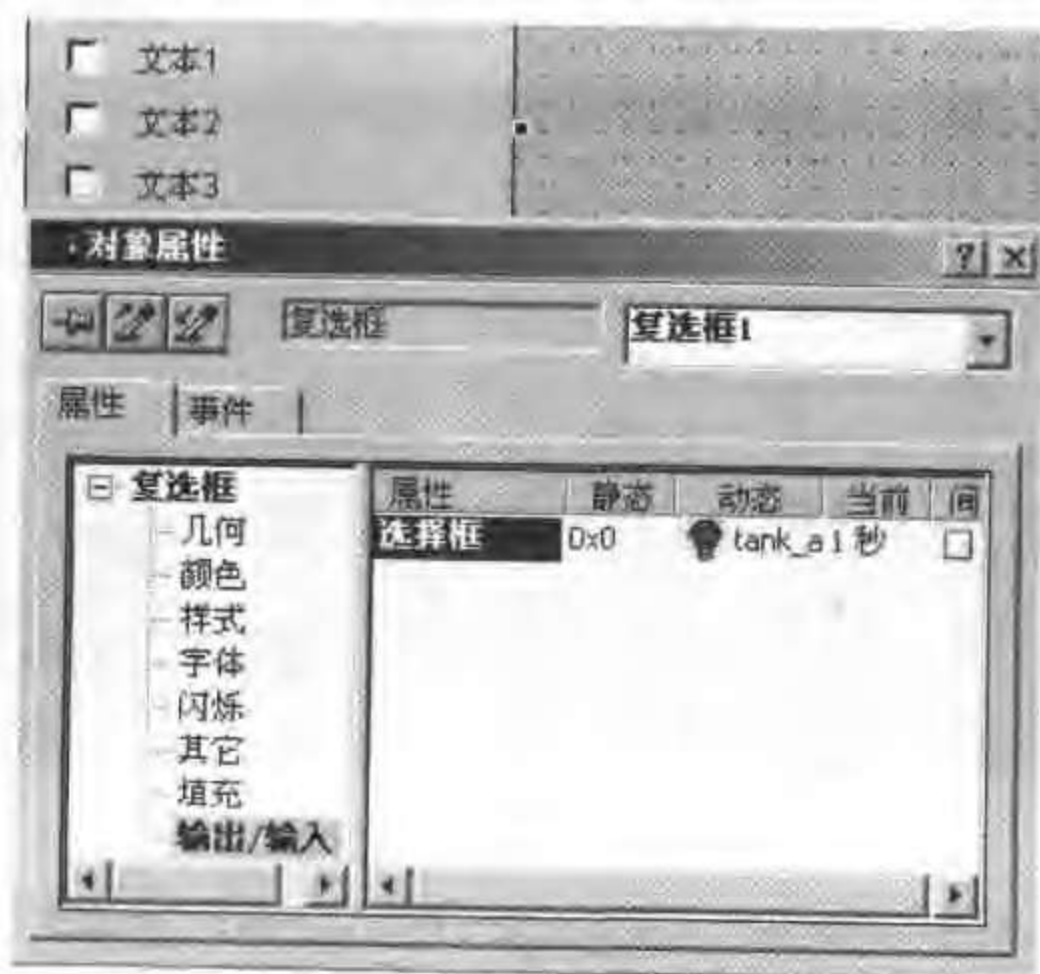 文本1
文本2
文本3
对象属性
? ×
复选框 复选框1
属性 事件
复选框
几何
颜色
样式
字体
闪烁
其它
填充
输出/输入
属性 静态 动态 当前 间
选择框 0x0 tank_a 1 秒